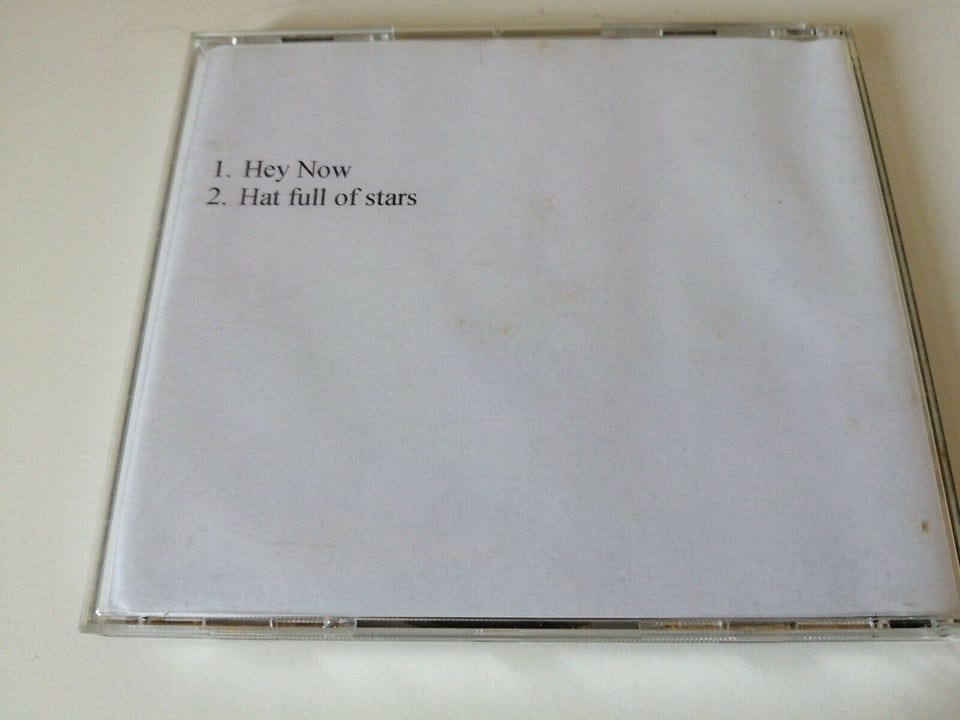 1. Hey Now
2. Hat full of stars